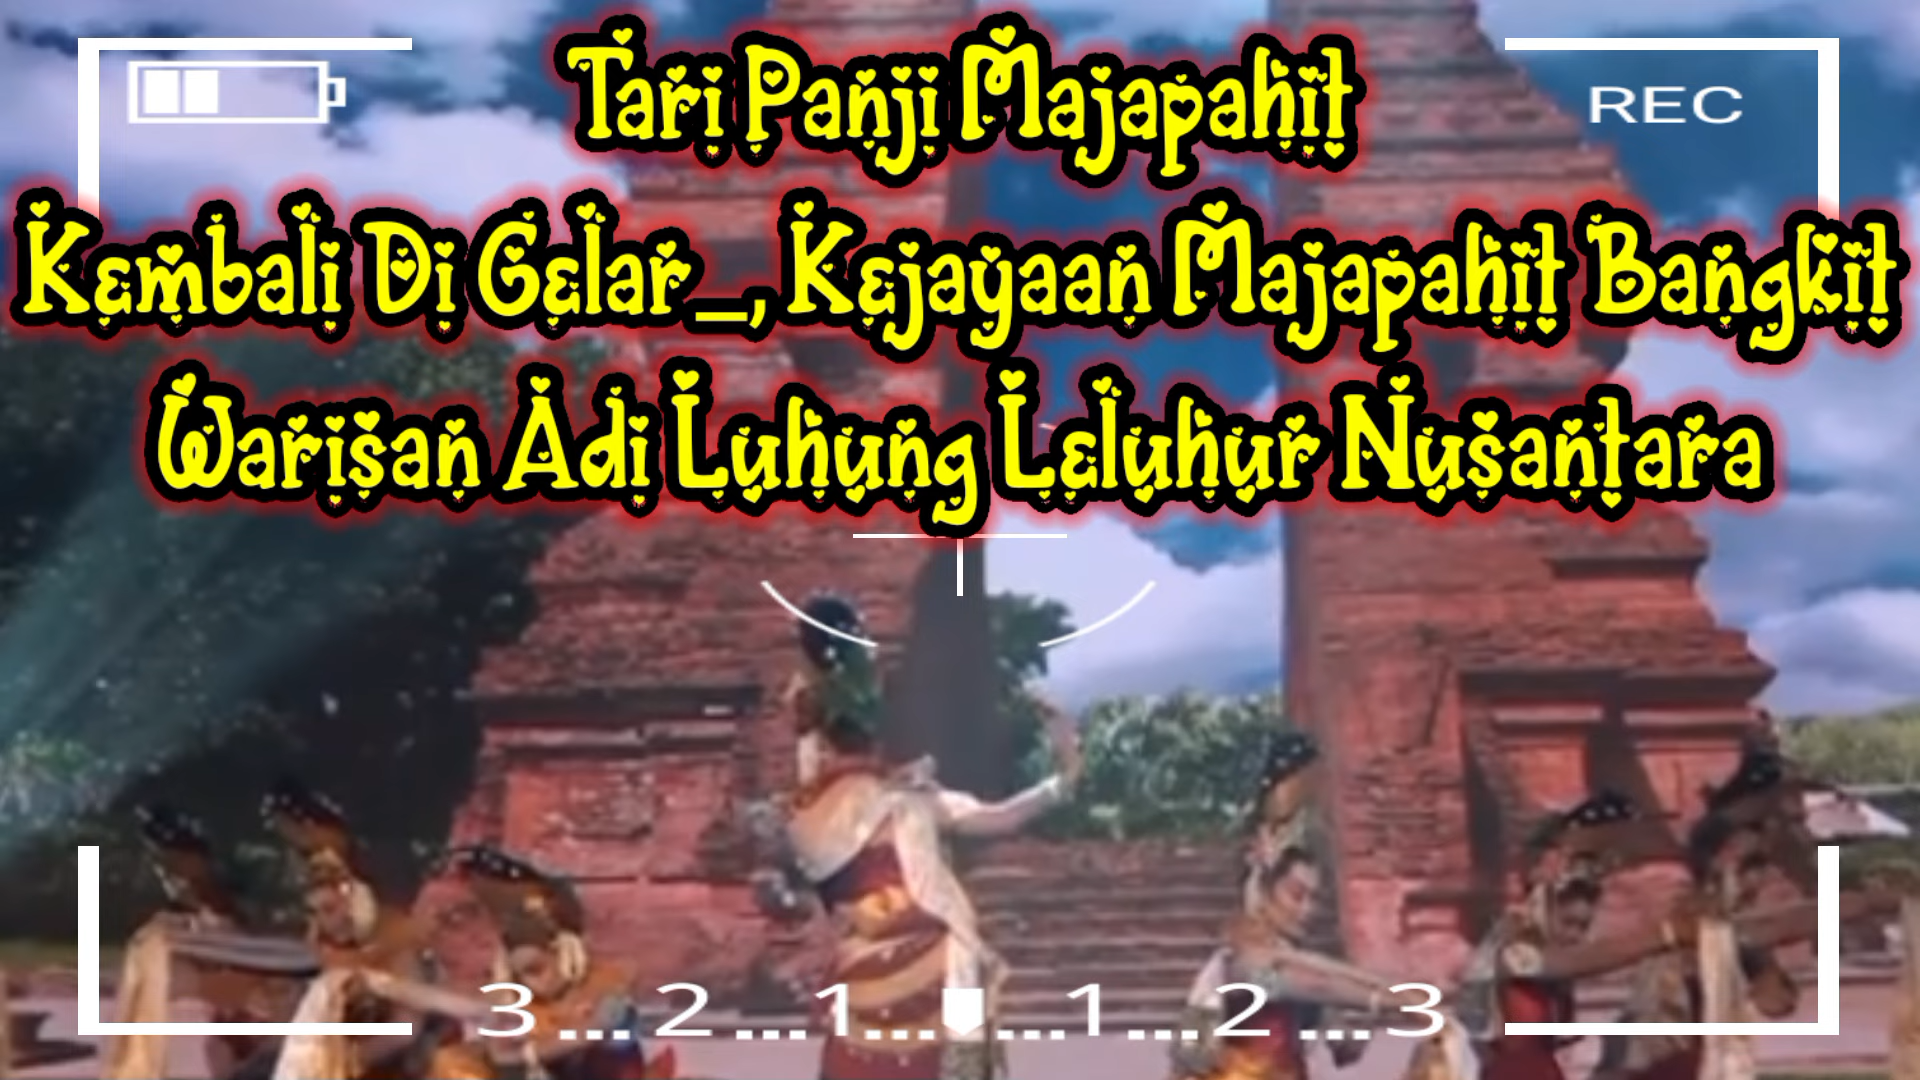 REC
Tari Panji Majapahit
Kembali Di Gelar_, Kejayaan Majapahit Bangkit
Warisan Adi Luhung Leluhur Nusantara
3...2...1... ...1...2...3